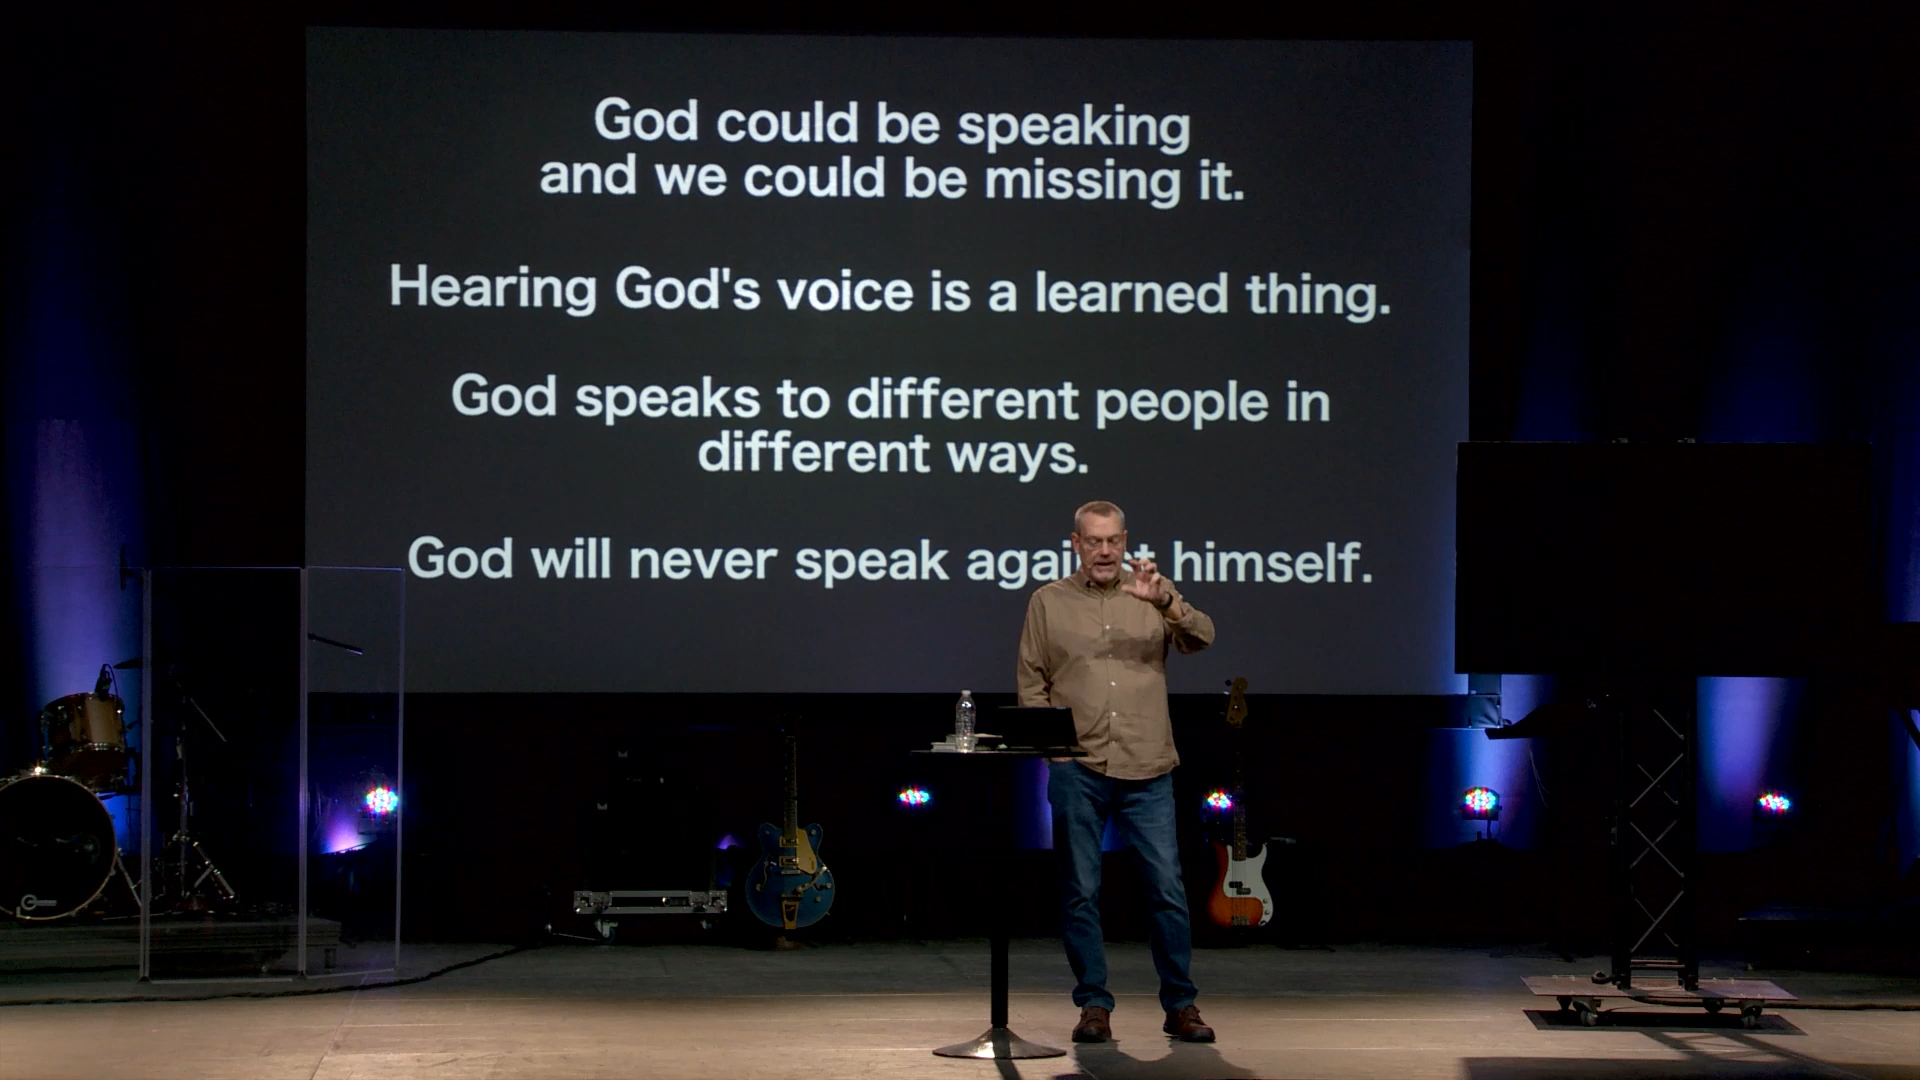 God could be speaking
and we could be missing it.
Hearing God's voice is a learned thing.
God speaks to different people in
different ways.
God will never speak against himself.